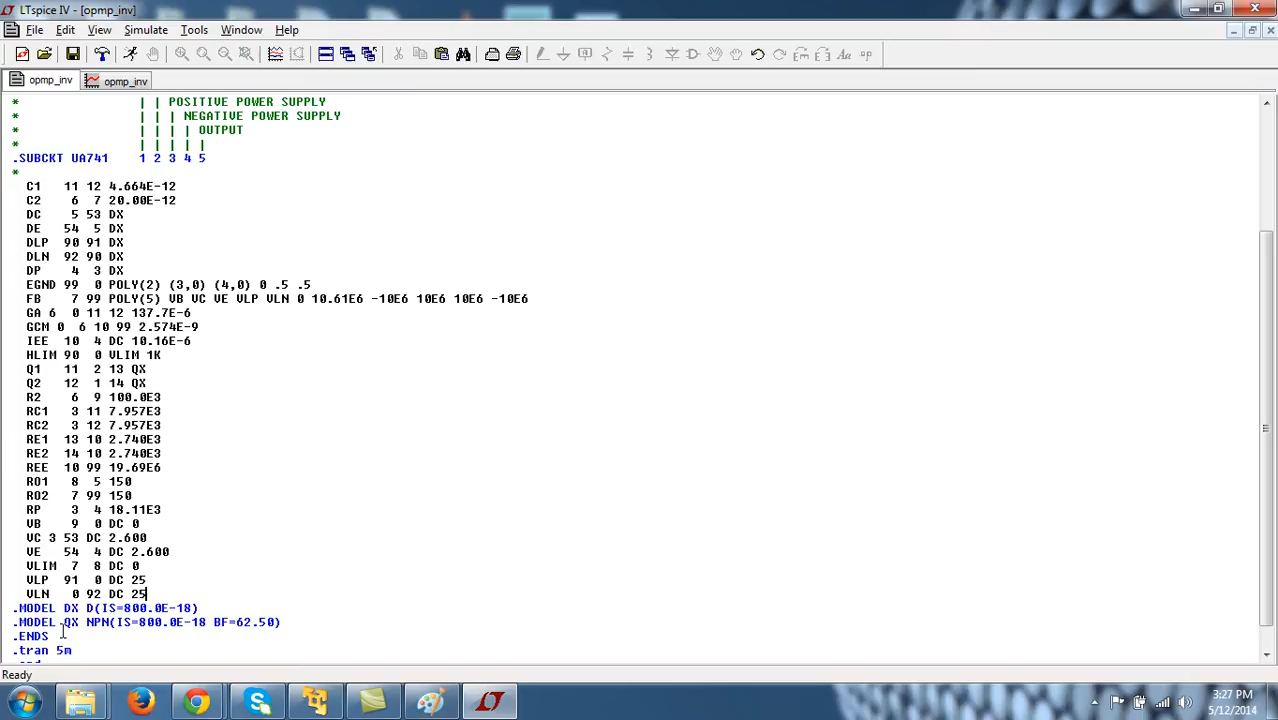 LTspice IV - [opmp_inv]
File Edit View Simulate Tools Window Help
opmp_inv opmp_inv
* | | POSITIVE POWER SUPPLY
* | | | NEGATIVE POWER SUPPLY
* | | | | OUTPUT
* | | | | |
.SUBCKT UA741 1 2 3 4 5
*
C1 11 12 4.664E-12
C2 6 7 20.00E-12
DC 5 53 DX
DE 54 5 DX
DLP 90 91 DX
DLN 92 90 DX
DP 4 3 DX
EGND 99 0 POLY(2) (3,0) (4,0) 0 .5 .5
FB 7 99 POLY(5) VB VC VE VLP VLN 0 10.61E6 -10E6 10E6 10E6 -10E6
GA 6 0 11 12 137.7E-6
GCM 0 6 10 99 2.574E-9
IEE 10 4 DC 10.16E-6
HLIM 90 0 VLIM 1K
Q1 11 2 13 QX
Q2 12 1 14 QX
R2 6 9 100.0E3
RC1 3 11 7.957E3
RC2 3 12 7.957E3
RE1 13 10 2.740E3
RE2 14 10 2.740E3
REE 10 99 19.69E6
RO1 8 5 150
RO2 7 99 150
RP 3 4 18.11E3
VB 9 0 DC 0
VC 3 53 DC 2.600
VE 54 4 DC 2.600
VLIM 7 8 DC 0
VLP 91 0 DC 25
VLN 0 92 DC 25
.MODEL DX D(IS=800.0E-18)
.MODEL QX NPN(IS=800.0E-18 BF=62.50)
.ENDS
.tran 5m
Ready
3:27 PM
5/12/2014